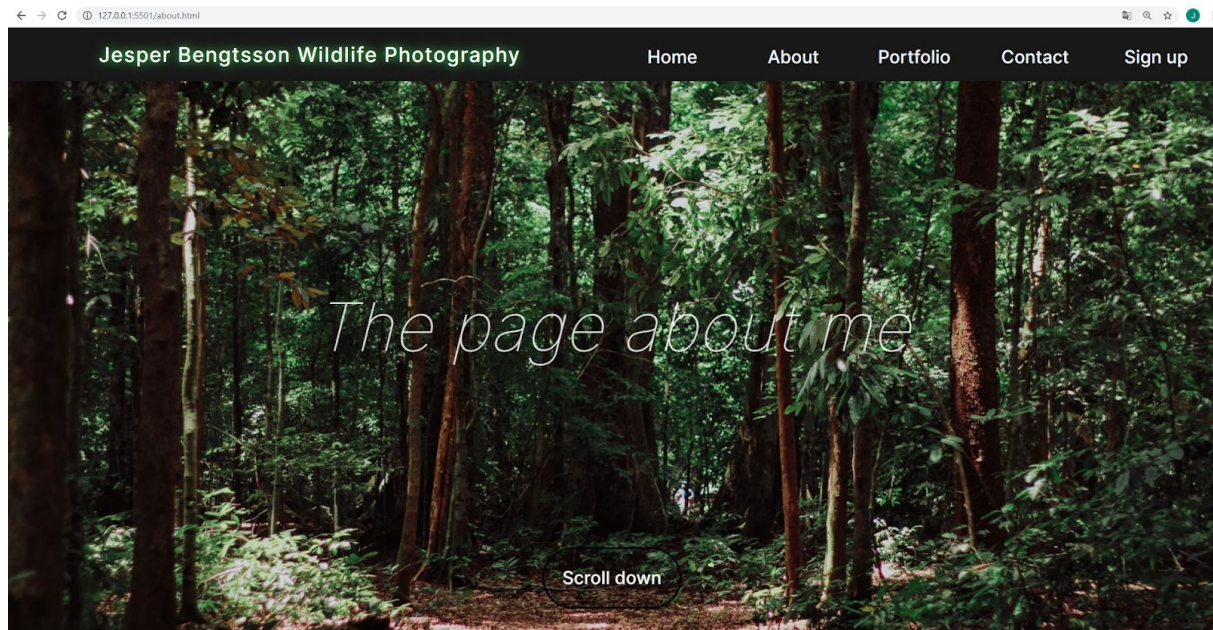 127.0.0.1:5501/about.html
J
Jesper Bengtsson Wildlife Photography
Home
About
Portfolio
Contact
Sign up
The page about me
Scroll down